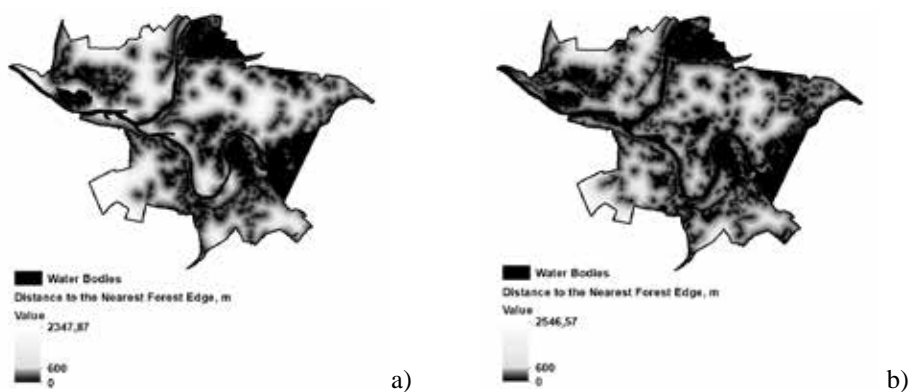 Water Bodies
Distance to the Nearest Forest Edge, m
Value
2347,87
600
0
a)
Water Bodies
Distance to the Nearest Forest Edge, m
Value
2546,57
600
0
b)